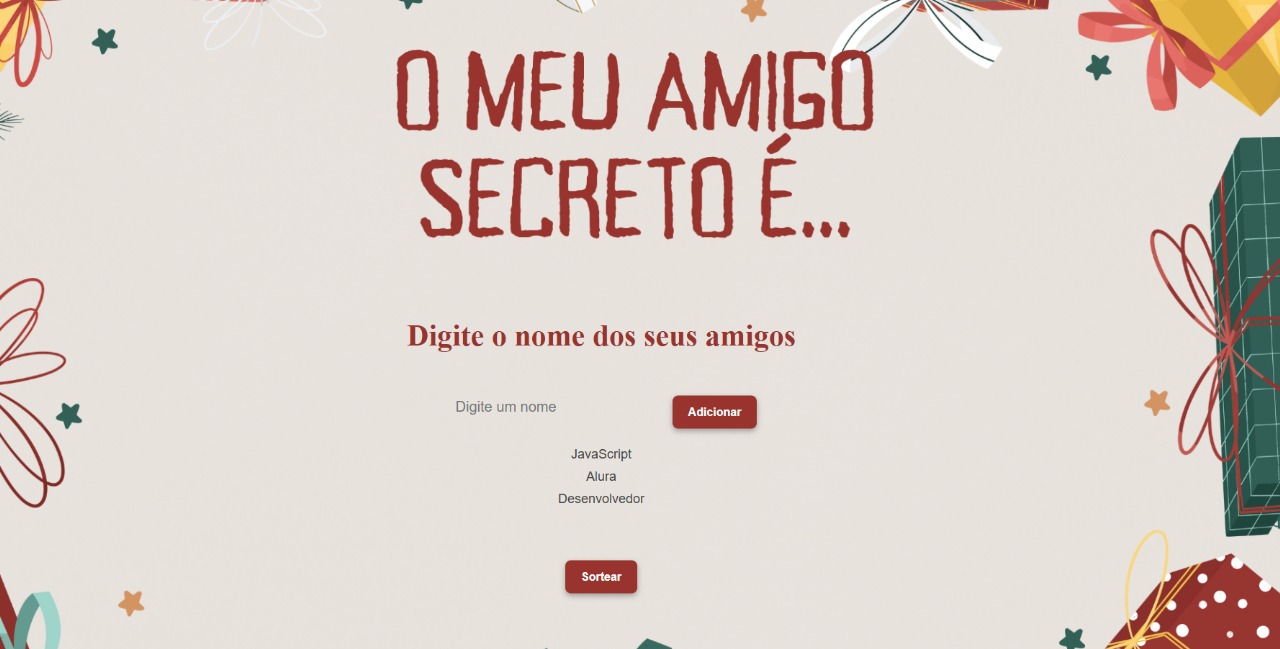 O MEU AMIGO
SECRETO É...
Digite o nome dos seus amigos
Digite um nome
Adicionar
JavaScript
Alura
Desenvolvedor
Sortear